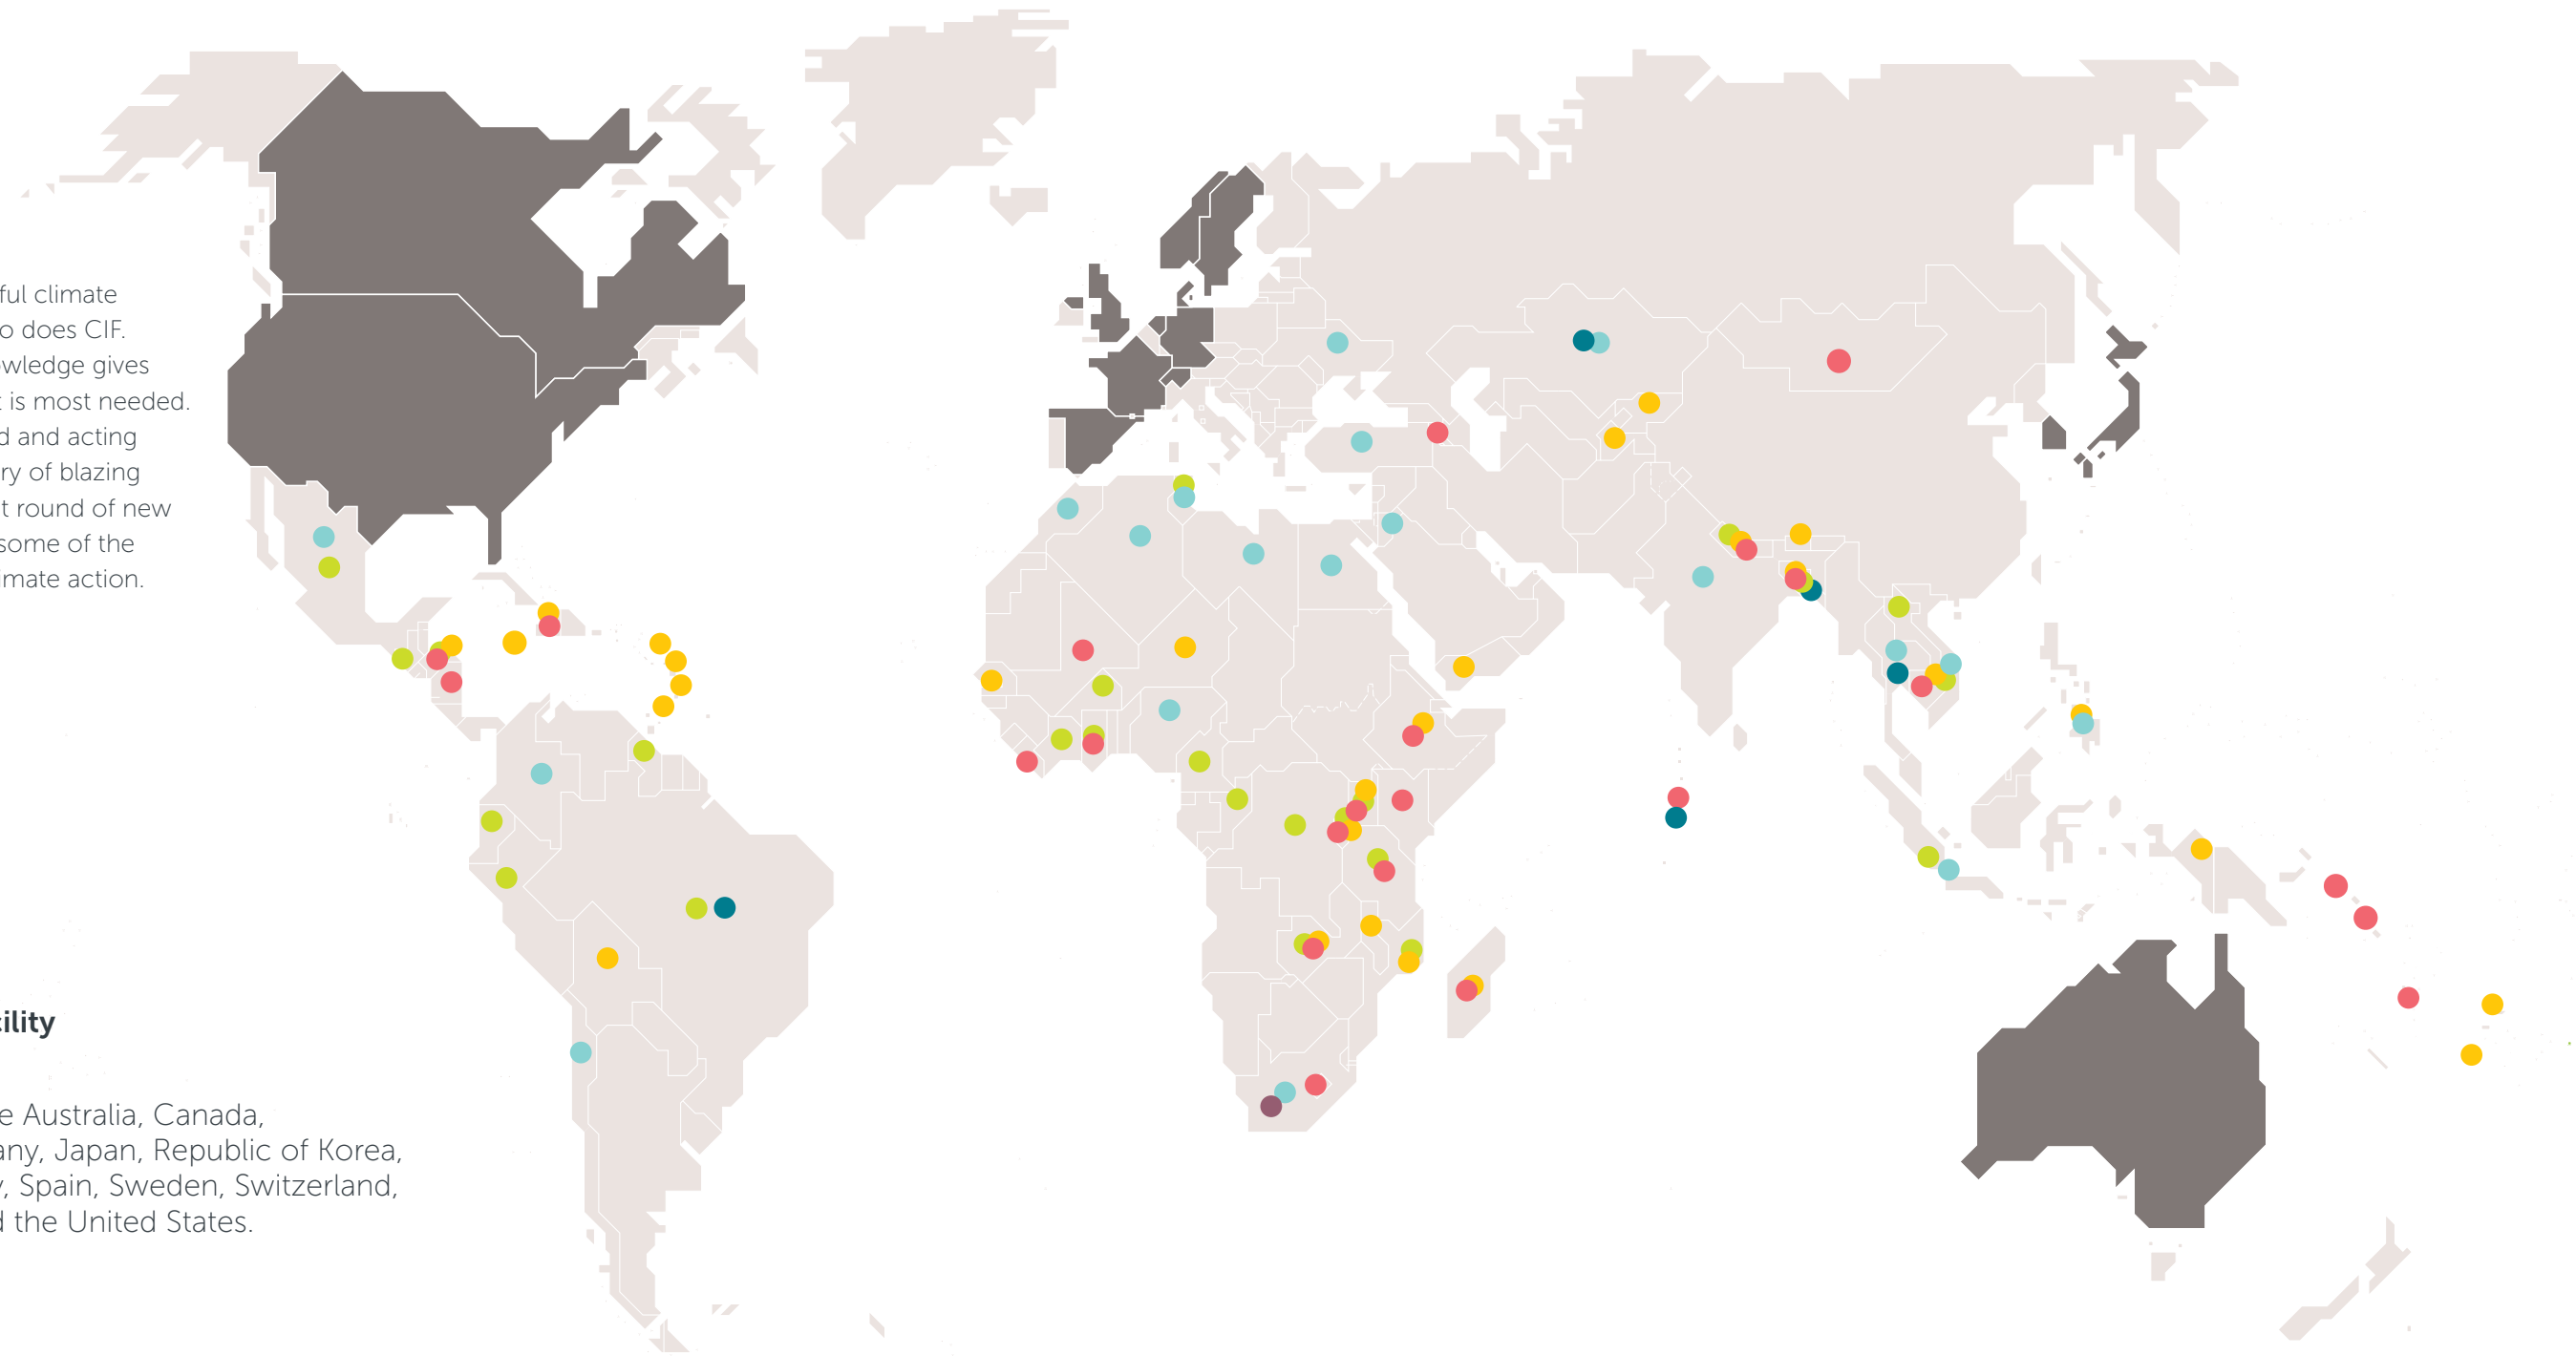 ful climate
o does CIF.
wledge gives
t is most needed.
d and acting
ry of blazing
t round of new
some of the
imate action.
ility
e Australia, Canada,
any, Japan, Republic of Korea,
, Spain, Sweden, Switzerland,
d the United States.